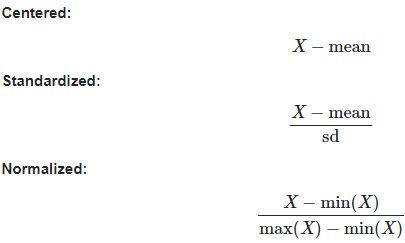 Centered:
X − mean
Standardized:
X − mean
sd
Normalized:
X − min(X)
max(X) − min(X)